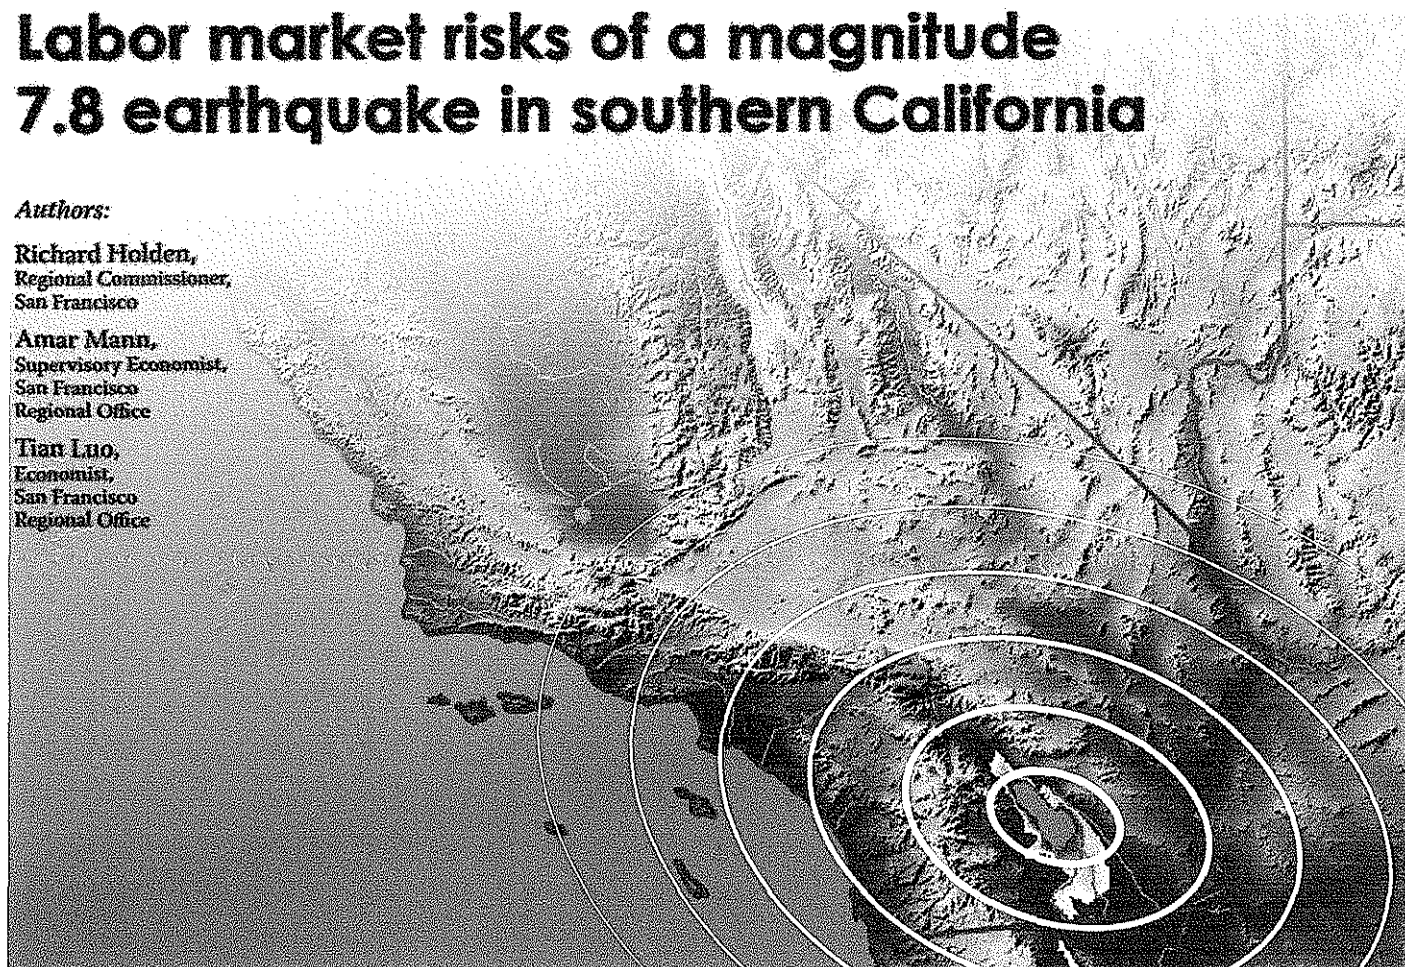 Labor market risks of a magnitude
7.8 earthquake in southern California
Authors:
Richard Holden,
Regional Commissioner,
San Francisco
Amar Mann,
Supervisory Economist,
San Francisco
Regional Office
Tian Luo,
Economist,
San Francisco
Regional Office